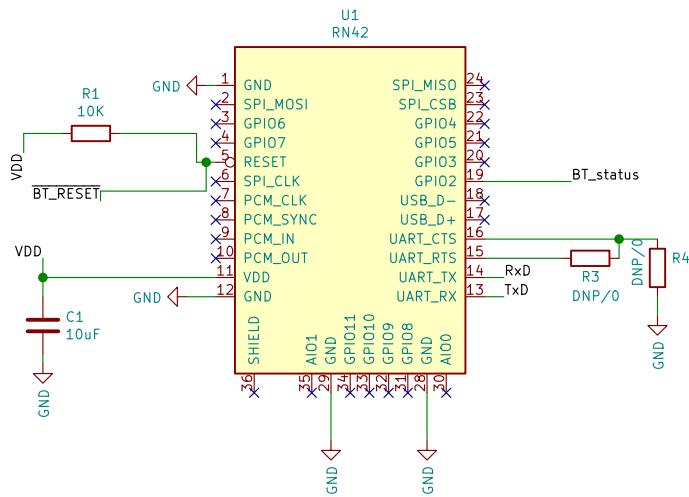 U1
RN42
1 GND
2 SPI_MOSI
3 GPIO6
4 GPIO7
5 RESET
6 SPI_CLK
7 PCM_CLK
8 PCM_SYNC
9 PCM_IN
10 PCM_OUT
11 VDD
12 GND
SPI_MISO 24
SPI_CSB 23
GPIO4 22
GPIO5 21
GPIO3 20
GPIO2 19
USB_D- 18
USB_D+ 17
UART_CTS 16
UART_RTS 15
UART_TX 14
UART_RX 13
SHIELD 36
AIO1 35
GND 29
GPIO11 34
GPIO10 33
GPIO9 32
GPIO8 31
GND 28
AIO0 30
GND
R1
10K
VDD
BT_RESET
VDD
GND
C1
10uF
GND
BT_status
RxD
TxD
R3
DNP/0
DNP/0
R4
GND
GND
GND